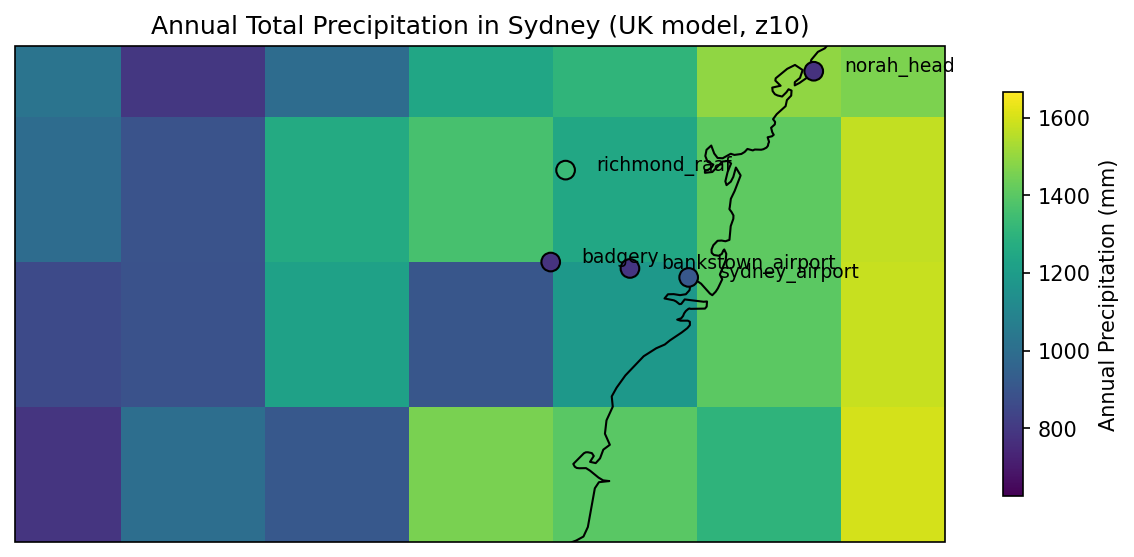 Annual Total Precipitation in Sydney (UK model, z10)
norah_head
richmond_raaf
badgery
bankstown_airport
sydney_airport
1600
1400
1200
1000
800
Annual Precipitation (mm)